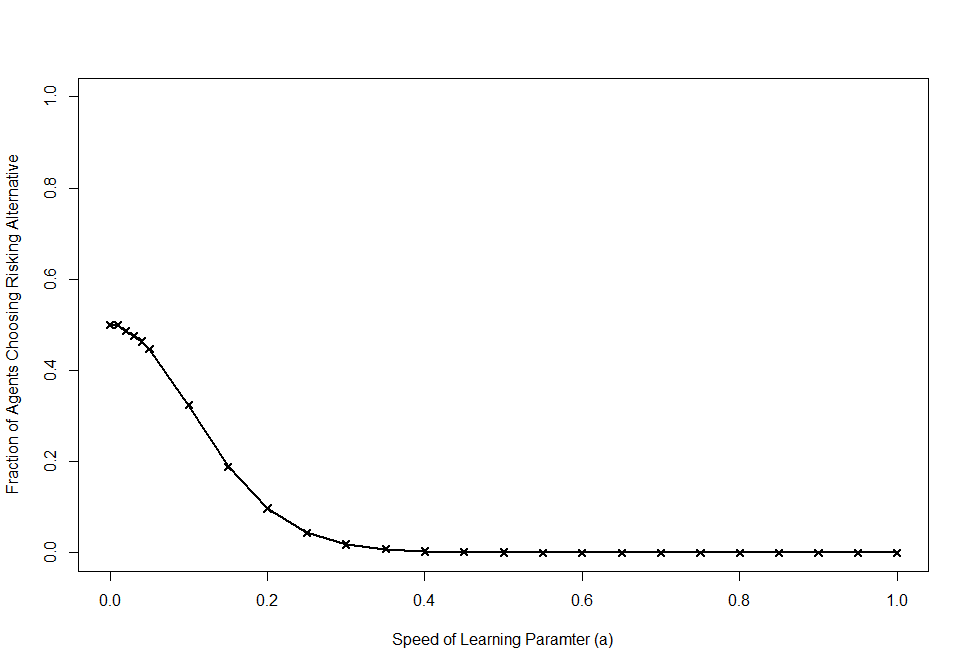 Fraction of Agents Choosing Risking Alternative
1.0
0.8
0.6
0.4
0.2
0.0
0.0 0.2 0.4 0.6 0.8 1.0
Speed of Learning Paramter (a)